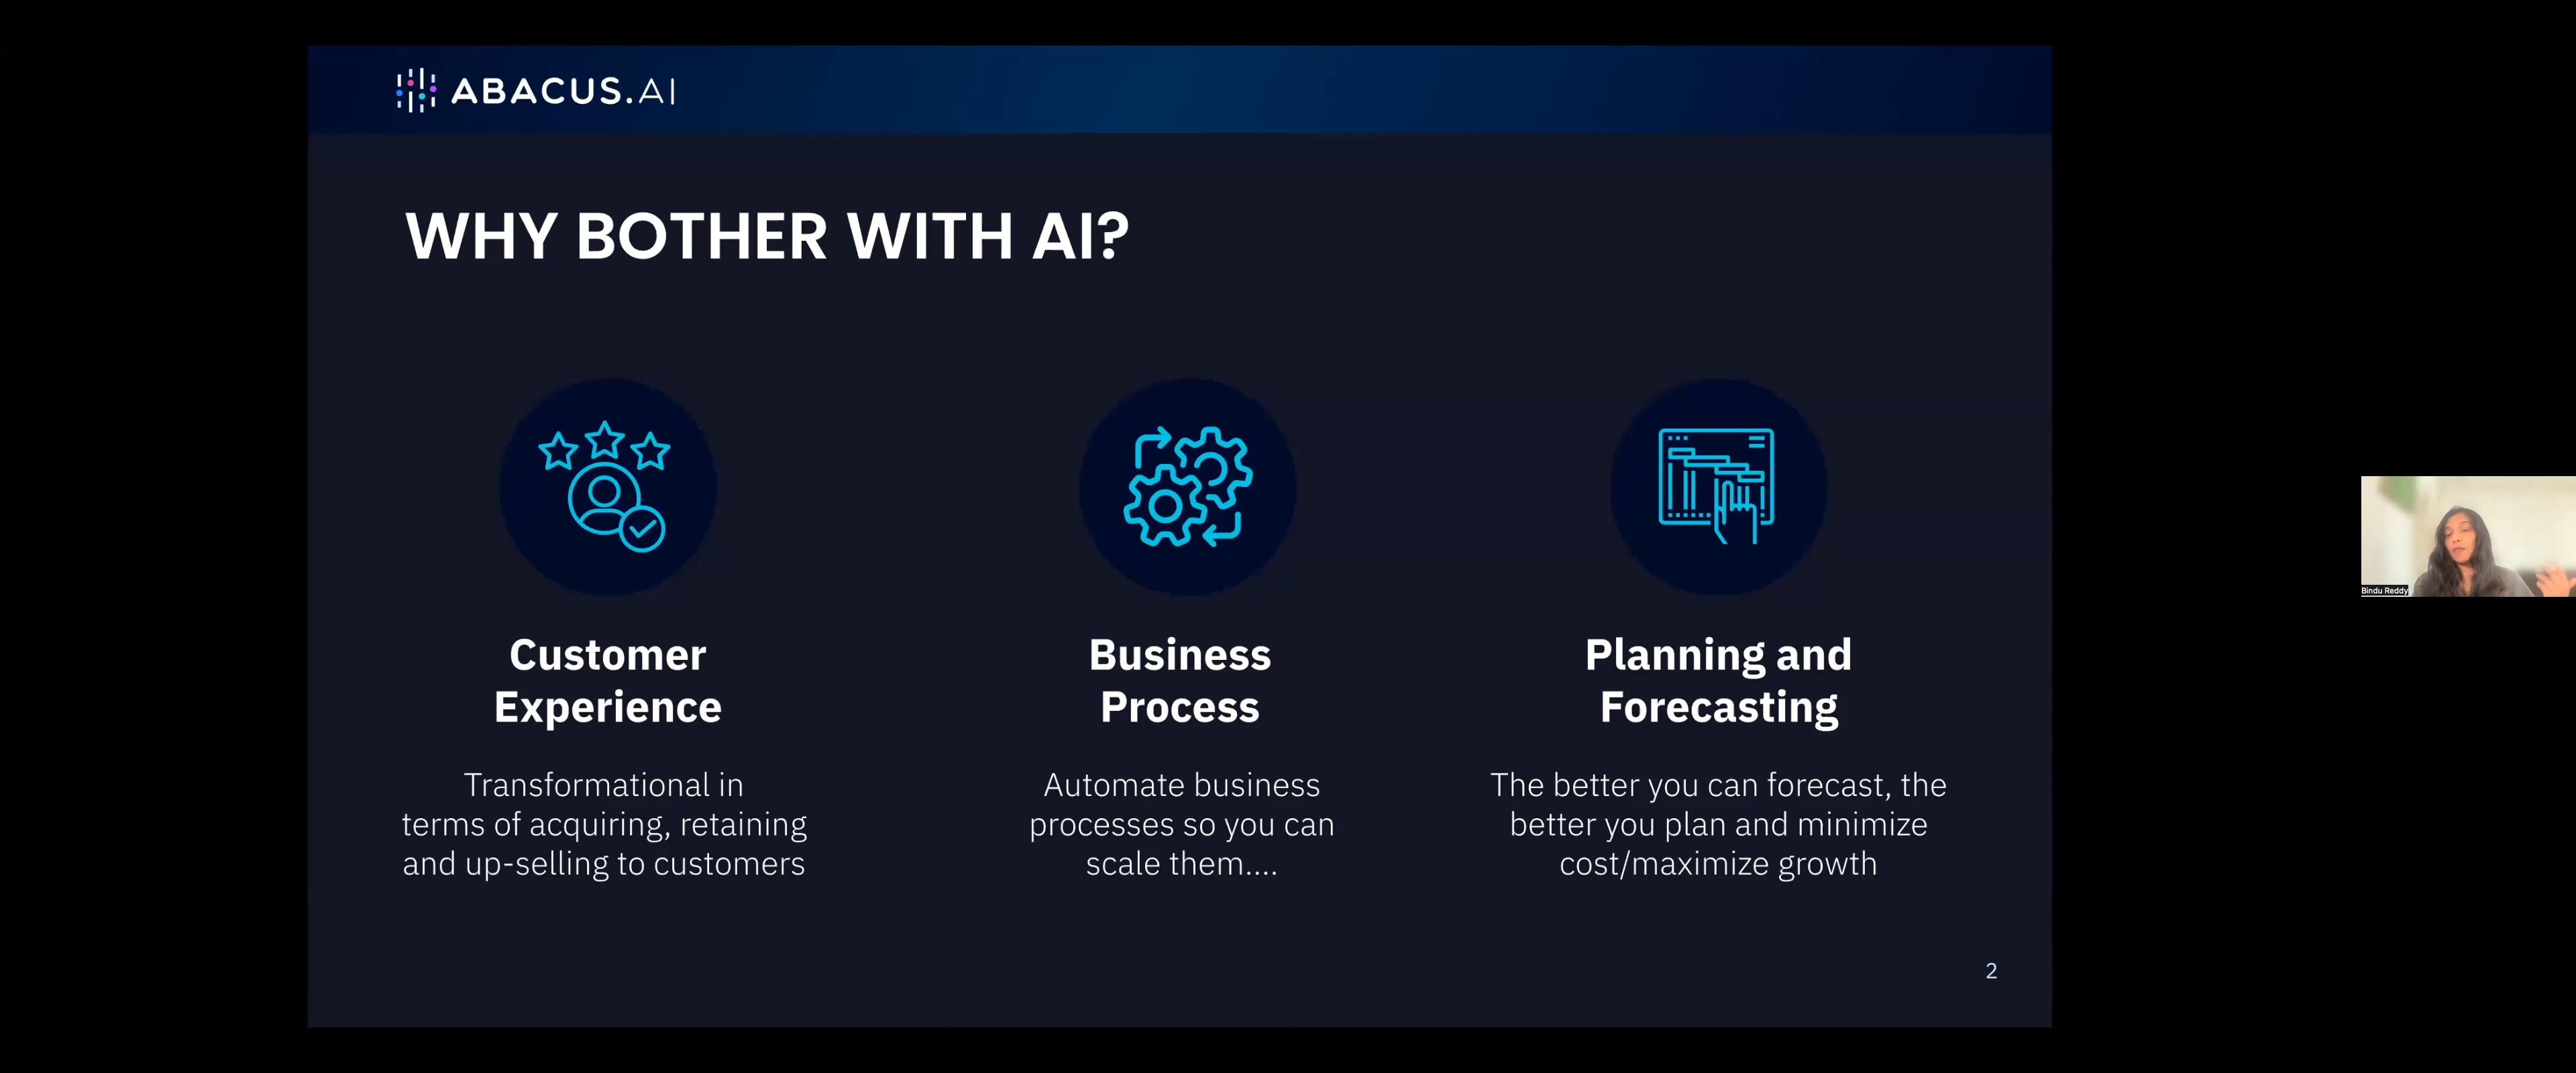 ABACUS.AI
WHY BOTHER WITH AI?
Customer
Experience
Transformational in
terms of acquiring, retaining
and up-selling to customers
Business
Process
Automate business
processes so you can
scale them....
Planning and
Forecasting
The better you can forecast, the
better you plan and minimize
cost/maximize growth
2
Bindu Reddy